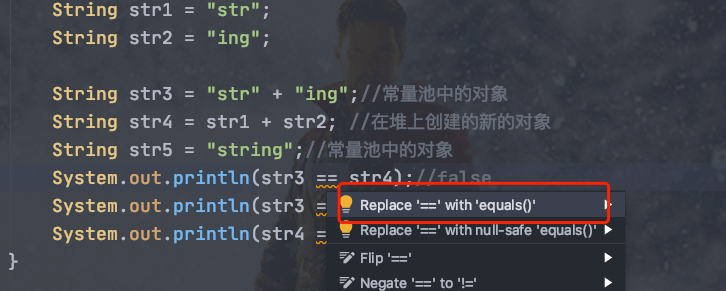 String str1 = "str";
String str2 = "ing";
String str3 = "str" + "ing";//常量池中的对象
String str4 = str1 + str2; //在堆上创建的新的对象
String str5 = "string";//常量池中的对象
System.out.println(str3 == str4);//false
System.out.println(str3 =
Replace '==' with 'equals()'
System.out.println(str4 =
Replace '==' with null-safe 'equals()'
}
Flip '=='
Negate '==' to '!='